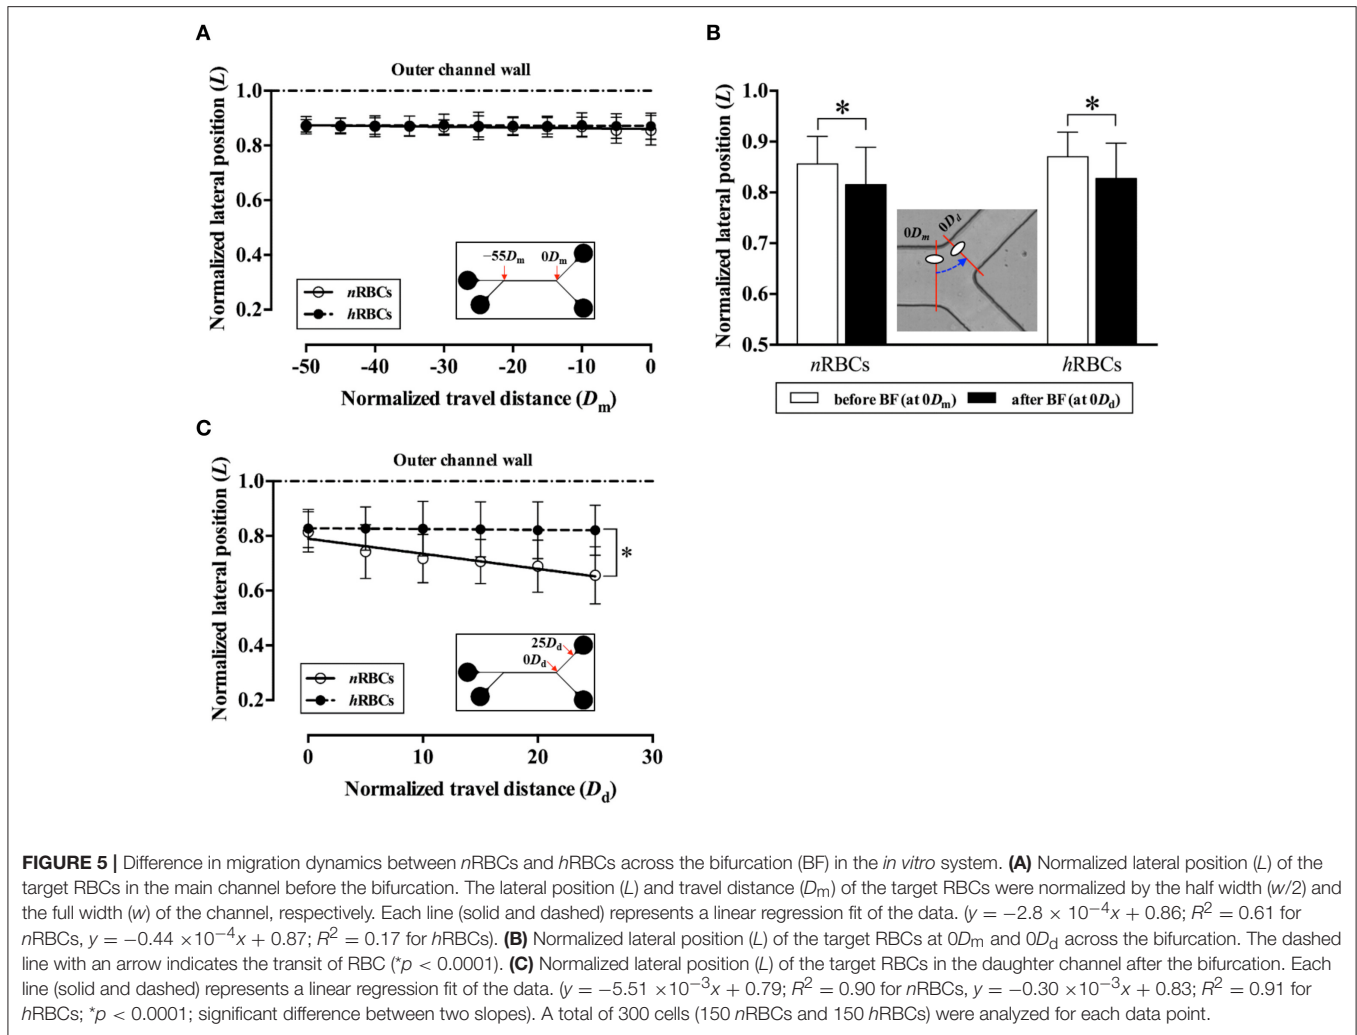 A
Outer channel wall
Normalized lateral position (L)
1.0
0.8
0.6
0.4
0.2
−55Dm
0Dm
nRBCs
hRBCs
-50
-40
-30
-20
-10
0
Normalized travel distance (Dm)
B
Normalized lateral position (L)
1.0
0.9
0.8
0.7
0.6
0.5
*
*
0Dm
0Dd
nRBCs
hRBCs
before BF (at 0Dm)
after BF (at 0Dd)
C
Outer channel wall
Normalized lateral position (L)
1.0
0.8
0.6
0.4
0.2
*
25Dd
0Dd
nRBCs
hRBCs
0
10
20
30
Normalized travel distance (Dd)
FIGURE 5 | Difference in migration dynamics between nRBCs and hRBCs across the bifurcation (BF) in the in vitro system. (A) Normalized lateral position (L) of the
target RBCs in the main channel before the bifurcation. The lateral position (L) and travel distance (Dm) of the target RBCs were normalized by the half width (w/2) and
the full width (w) of the channel, respectively. Each line (solid and dashed) represents a linear regression fit of the data. (y = −2.8 × 10−4x + 0.86; R2 = 0.61 for
nRBCs, y = −0.44 ×10−4x + 0.87; R2 = 0.17 for hRBCs). (B) Normalized lateral position (L) of the target RBCs at 0Dm and 0Dd across the bifurcation. The dashed
line with an arrow indicates the transit of RBC (*p < 0.0001). (C) Normalized lateral position (L) of the target RBCs in the daughter channel after the bifurcation. Each
line (solid and dashed) represents a linear regression fit of the data. (y = −5.51 ×10−3x + 0.79; R2 = 0.90 for nRBCs, y = −0.30 ×10−3x + 0.83; R2 = 0.91 for
hRBCs; *p < 0.0001; significant difference between two slopes). A total of 300 cells (150 nRBCs and 150 hRBCs) were analyzed for each data point.